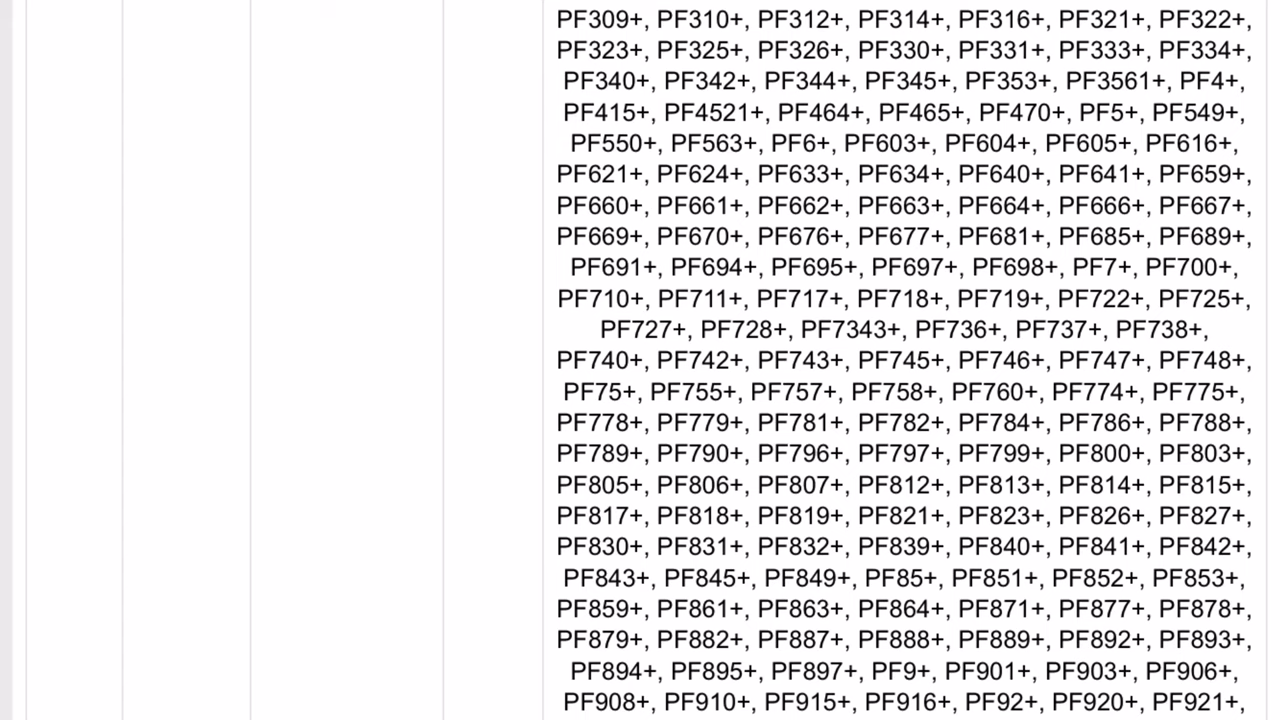 PF309+, PF310+, PF312+, PF314+, PF316+, PF321+, PF322+,
PF323+, PF325+, PF326+, PF330+, PF331+, PF333+, PF334+,
PF340+, PF342+, PF344+, PF345+, PF353+, PF3561+, PF4+,
PF415+, PF4521+, PF464+, PF465+, PF470+, PF5+, PF549+,
PF550+, PF563+, PF6+, PF603+, PF604+, PF605+, PF616+,
PF621+, PF624+, PF633+, PF634+, PF640+, PF641+, PF659+,
PF660+, PF661+, PF662+, PF663+, PF664+, PF666+, PF667+,
PF669+, PF670+, PF676+, PF677+, PF681+, PF685+, PF689+,
PF691+, PF694+, PF695+, PF697+, PF698+, PF7+, PF700+,
PF710+, PF711+, PF717+, PF718+, PF719+, PF722+, PF725+,
PF727+, PF728+, PF7343+, PF736+, PF737+, PF738+,
PF740+, PF742+, PF743+, PF745+, PF746+, PF747+, PF748+,
PF75+, PF755+, PF757+, PF758+, PF760+, PF774+, PF775+,
PF778+, PF779+, PF781+, PF782+, PF784+, PF786+, PF788+,
PF789+, PF790+, PF796+, PF797+, PF799+, PF800+, PF803+,
PF805+, PF806+, PF807+, PF812+, PF813+, PF814+, PF815+,
PF817+, PF818+, PF819+, PF821+, PF823+, PF826+, PF827+,
PF830+, PF831+, PF832+, PF839+, PF840+, PF841+, PF842+,
PF843+, PF845+, PF849+, PF85+, PF851+, PF852+, PF853+,
PF859+, PF861+, PF863+, PF864+, PF871+, PF877+, PF878+,
PF879+, PF882+, PF887+, PF888+, PF889+, PF892+, PF893+,
PF894+, PF895+, PF897+, PF9+, PF901+, PF903+, PF906+,
PF908+, PF910+, PF915+, PF916+, PF92+, PF920+, PF921+,